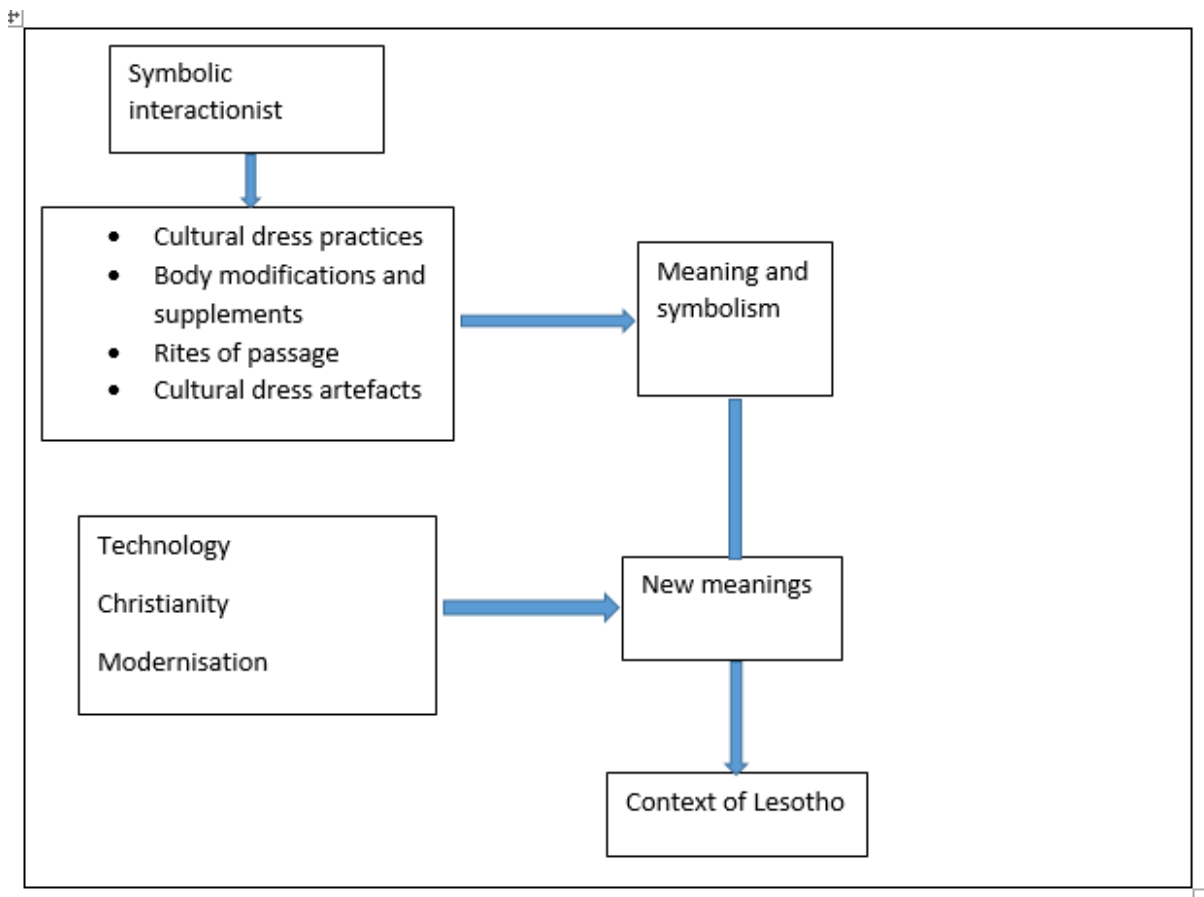 Symbolic
interactionist
• Cultural dress practices
• Body modifications and
supplements
• Rites of passage
• Cultural dress artefacts
Meaning and
symbolism
Technology
Christianity
Modernisation
New meanings
Context of Lesotho